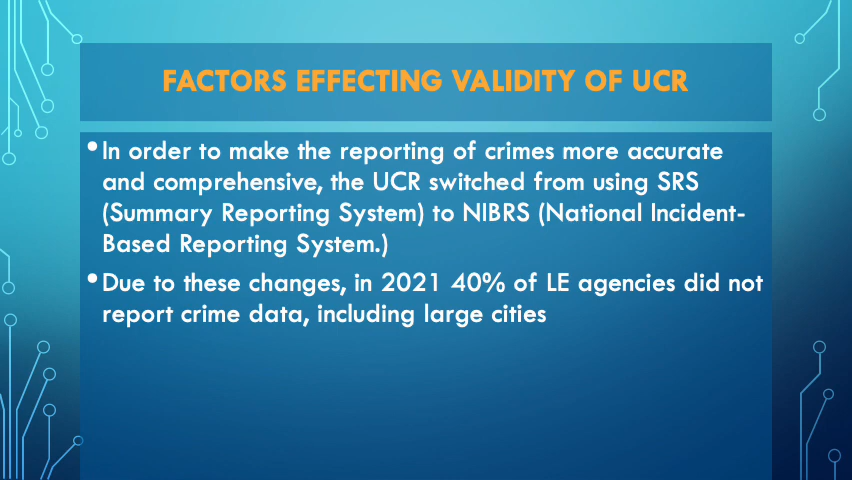 FACTORS EFFECTING VALIDITY OF UCR
•In order to make the reporting of crimes more accurate
and comprehensive, the UCR switched from using SRS
(Summary Reporting System) to NIBRS (National Incident-
Based Reporting System.)
•Due to these changes, in 2021 40% of LE agencies did not
report crime data, including large cities